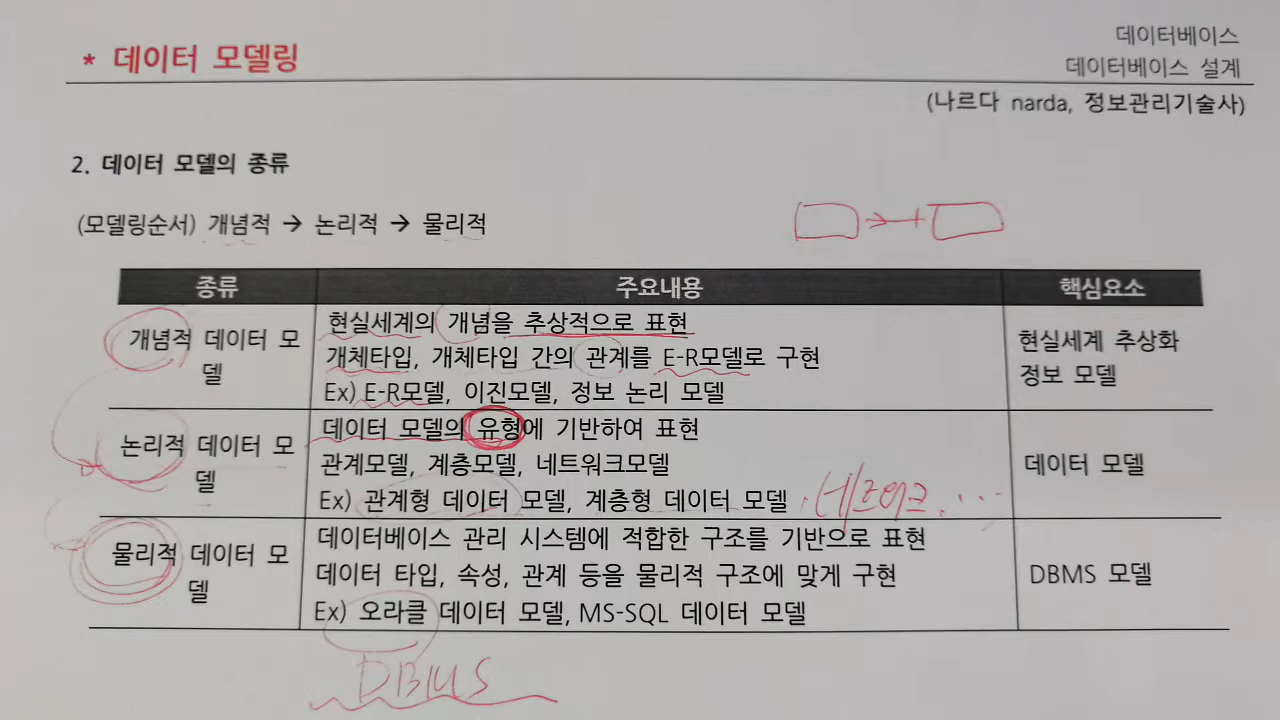 * 데이터 모델링
데이터베이스
데이터베이스 설계
(나르다 narda, 정보관리기술사)
2. 데이터 모델의 종류
(모델링순서) 개념적 → 논리적 → 물리적
종류 주요내용 핵심요소
개념적 데이터 모
델
현실세계의 개념을 추상적으로 표현
개체타입, 개체타입 간의 관계를 E-R모델로 구현
Ex) E-R모델, 이진모델, 정보 논리 모델
현실세계 추상화
정보 모델
논리적 데이터 모
델
데이터 모델의 유형에 기반하여 표현
관계모델, 계층모델, 네트워크모델
Ex) 관계형 데이터 모델, 계층형 데이터 모델
데이터 모델
물리적 데이터 모
델
데이터베이스 관리 시스템에 적합한 구조를 기반으로 표현
데이터 타입, 속성, 관계 등을 물리적 구조에 맞게 구현
Ex) 오라클 데이터 모델, MS-SQL 데이터 모델
DBMS 모델
DBMS